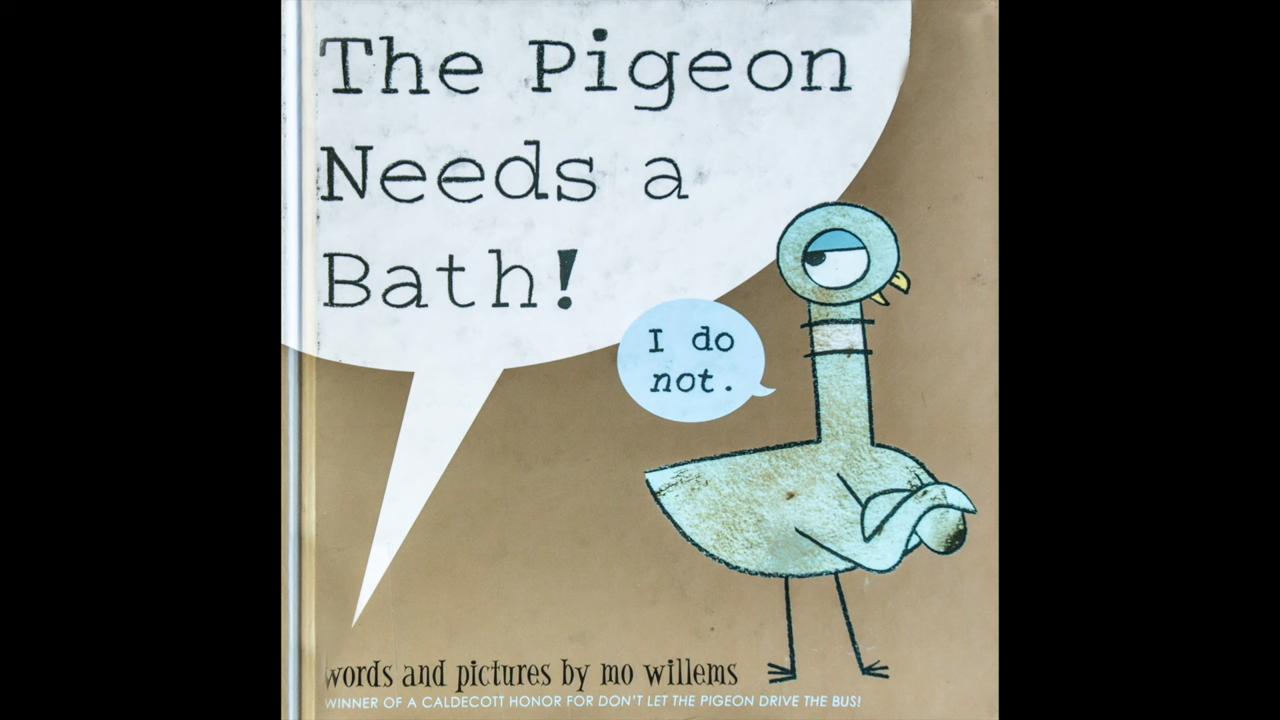 The Pigeon
Needs a
Bath!
I do
not.
words and pictures by mo willems
WINNER OF A CALDECOTT HONOR FOR DON'T LET THE PIGEON DRIVE THE BUS!